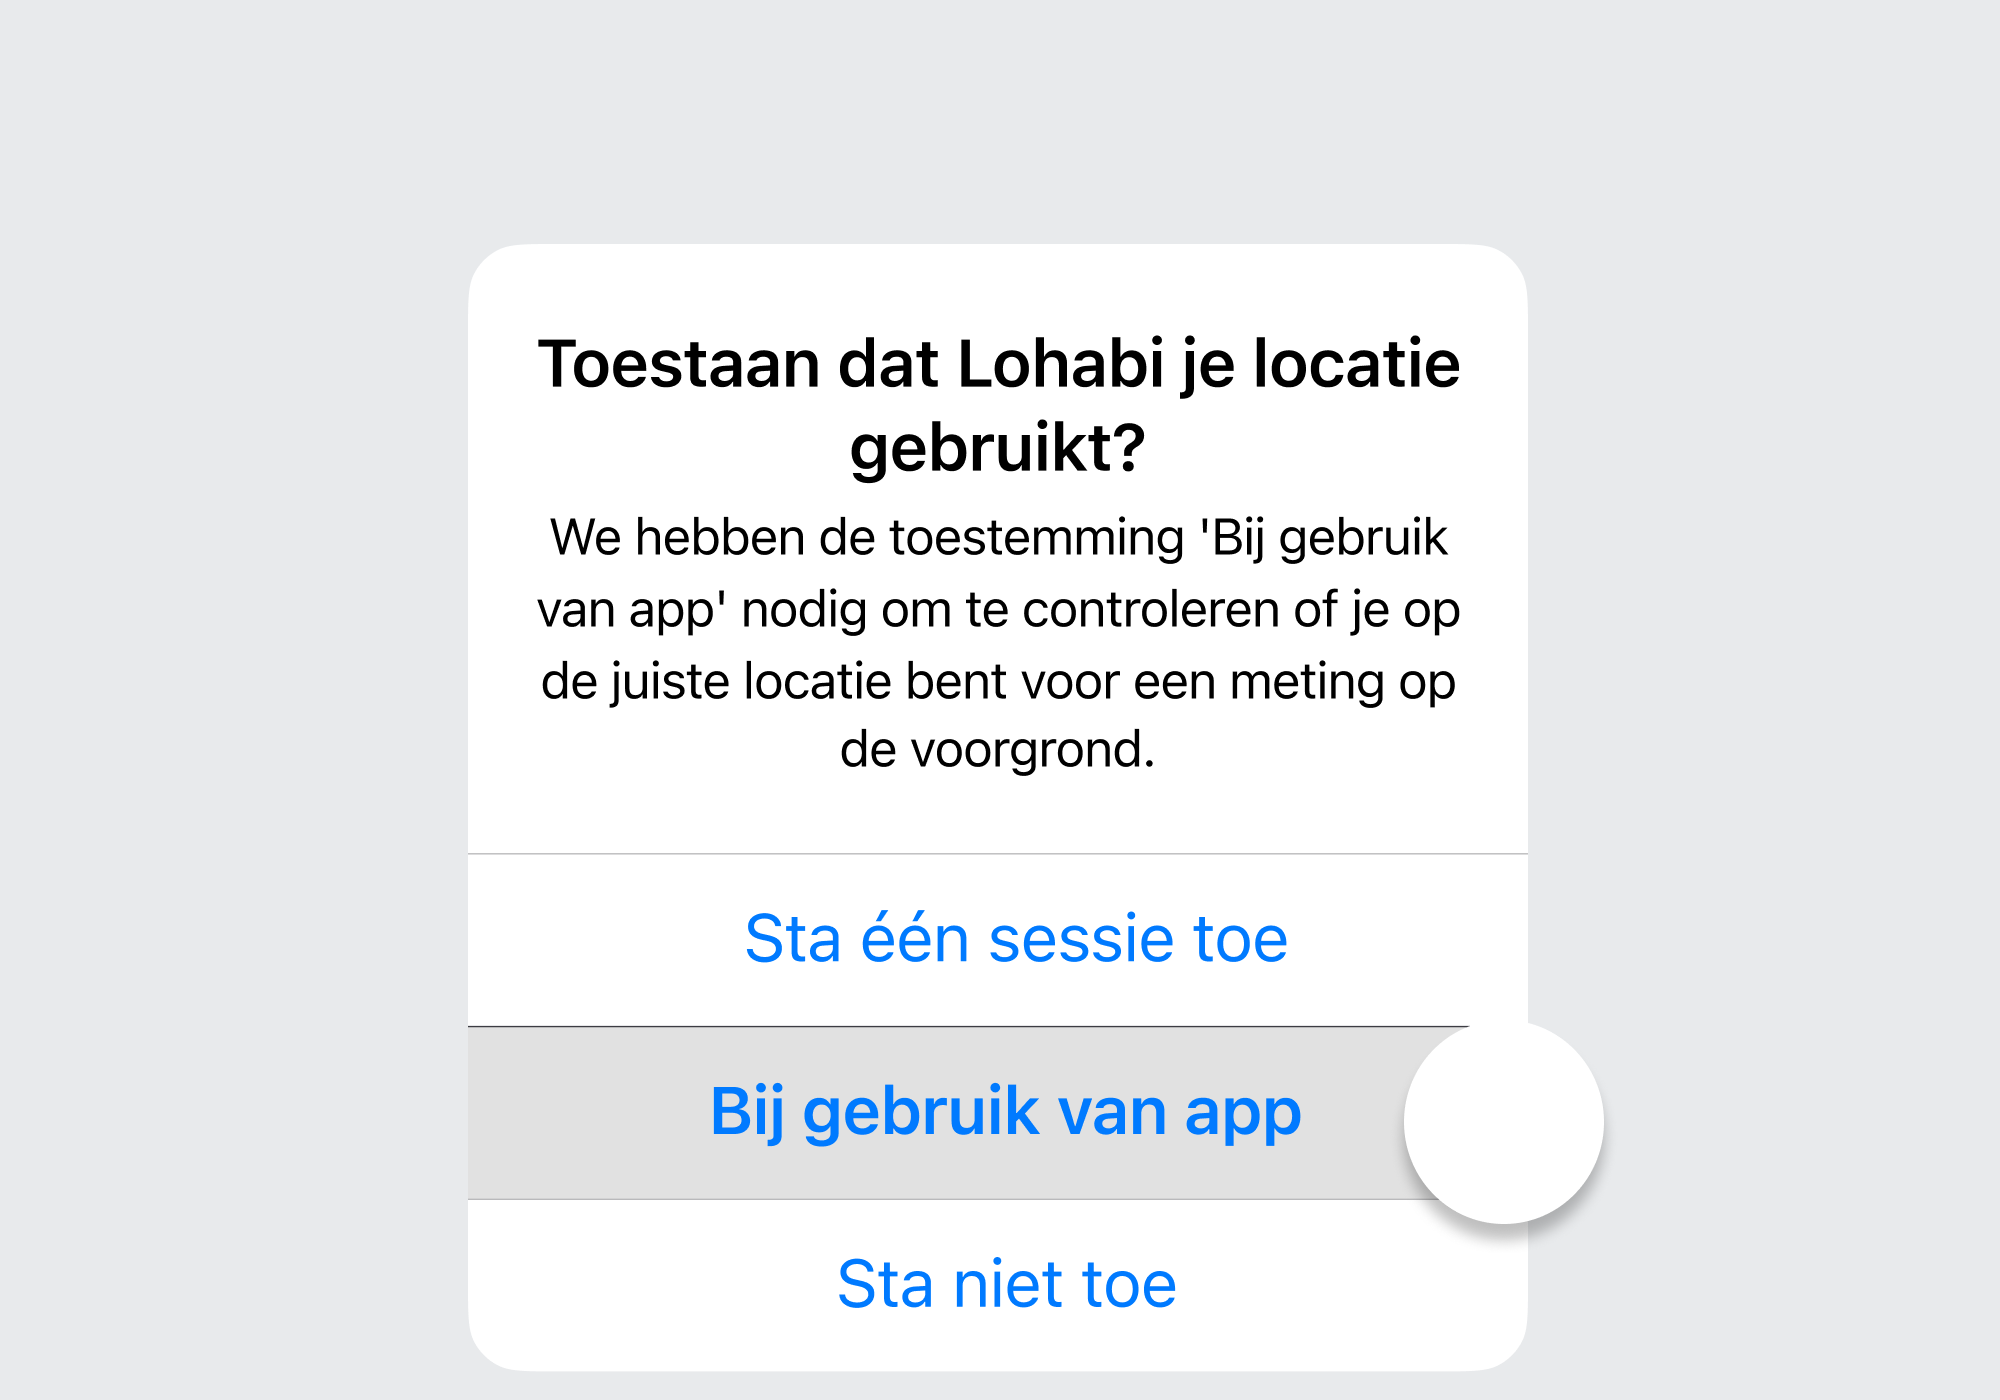 Toestaan dat Lohabi je locatie
gebruikt?
We hebben de toestemming 'Bij gebruik
van app' nodig om te controleren of je op
de juiste locatie bent voor een meting op
de voorgrond.
Sta één sessie toe
Bij gebruik van app
Sta niet toe